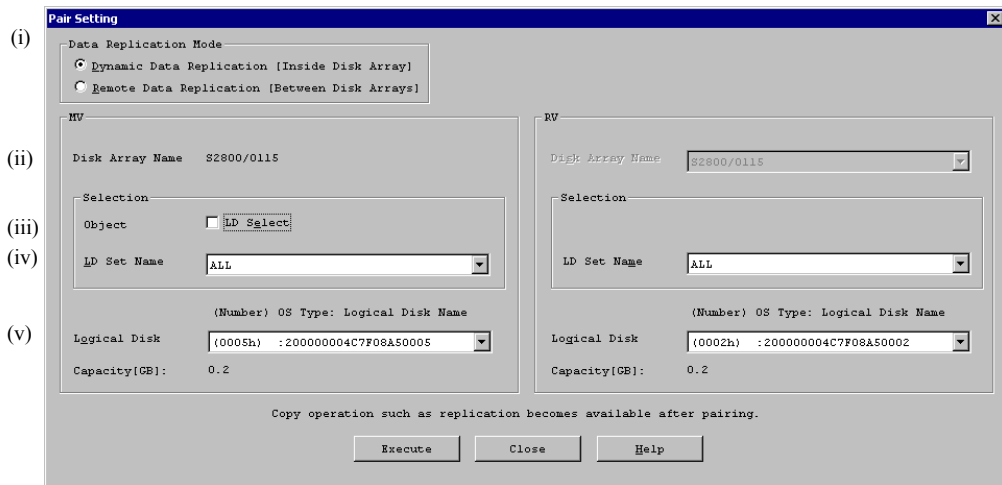 Pair Setting
(i)
Data Replication Mode
Dynamic Data Replication [Inside Disk Array]
Remote Data Replication [Between Disk Arrays]
MV
RV
(ii)
Disk Array Name S2800/0115
Disk Array Name S2800/0115
Selection
Selection
(iii)
Object LD Select
(iv)
LD Set Name ALL
LD Set Name ALL
(Number) OS Type: Logical Disk Name
(Number) OS Type: Logical Disk Name
(v)
Logical Disk (0005h) :200000004C7F08A50005
Logical Disk (0002h) :200000004C7F08A50002
Capacity[GB]: 0.2
Capacity[GB]: 0.2
Copy operation such as replication becomes available after pairing.
Execute Close Help